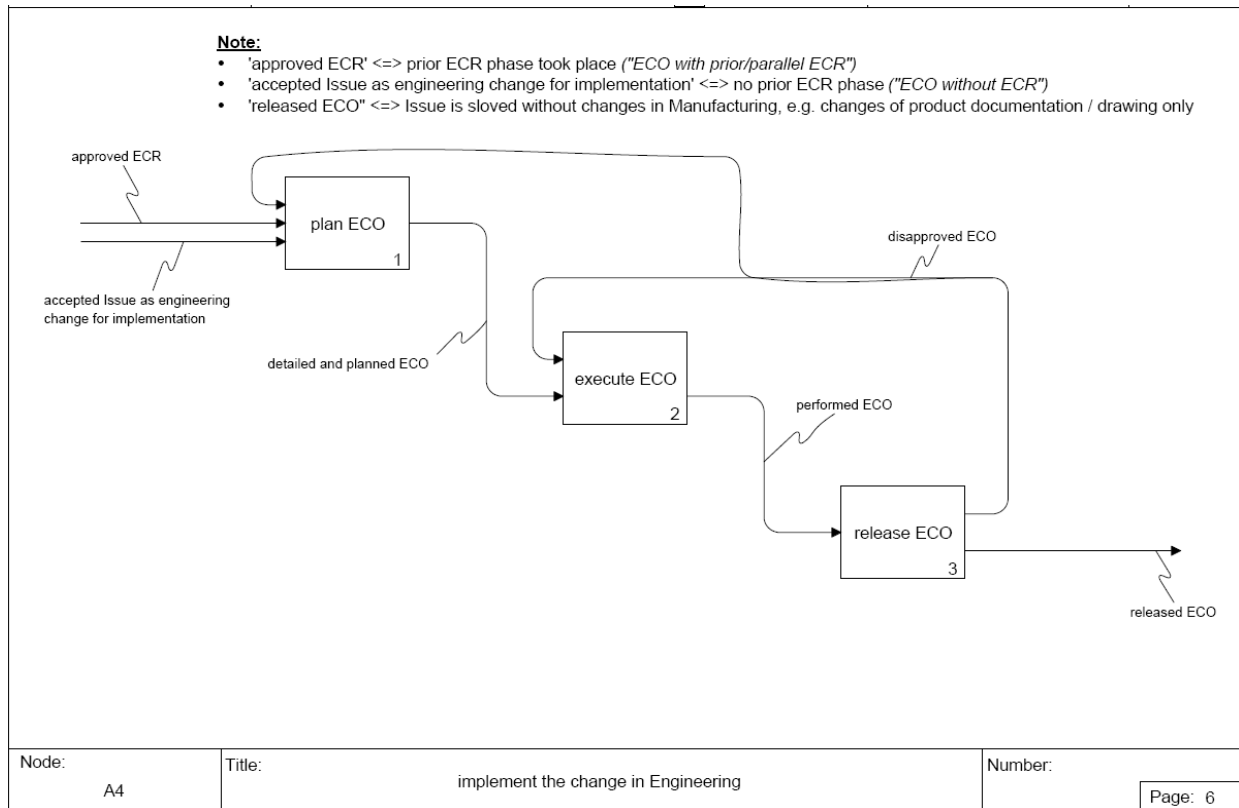 Note:
• 'approved ECR' <=> prior ECR phase took place ("ECO with prior/parallel ECR")
• 'accepted Issue as engineering change for implementation' <=> no prior ECR phase ("ECO without ECR")
• 'released ECO" <=> Issue is sloved without changes in Manufacturing, e.g. changes of product documentation / drawing only
approved ECR
plan ECO
1
disapproved ECO
accepted Issue as engineering
change for implementation
detailed and planned ECO
execute ECO
2
performed ECO
release ECO
3
released ECO
Node:
A4
Title:
implement the change in Engineering
Number:
Page: 6